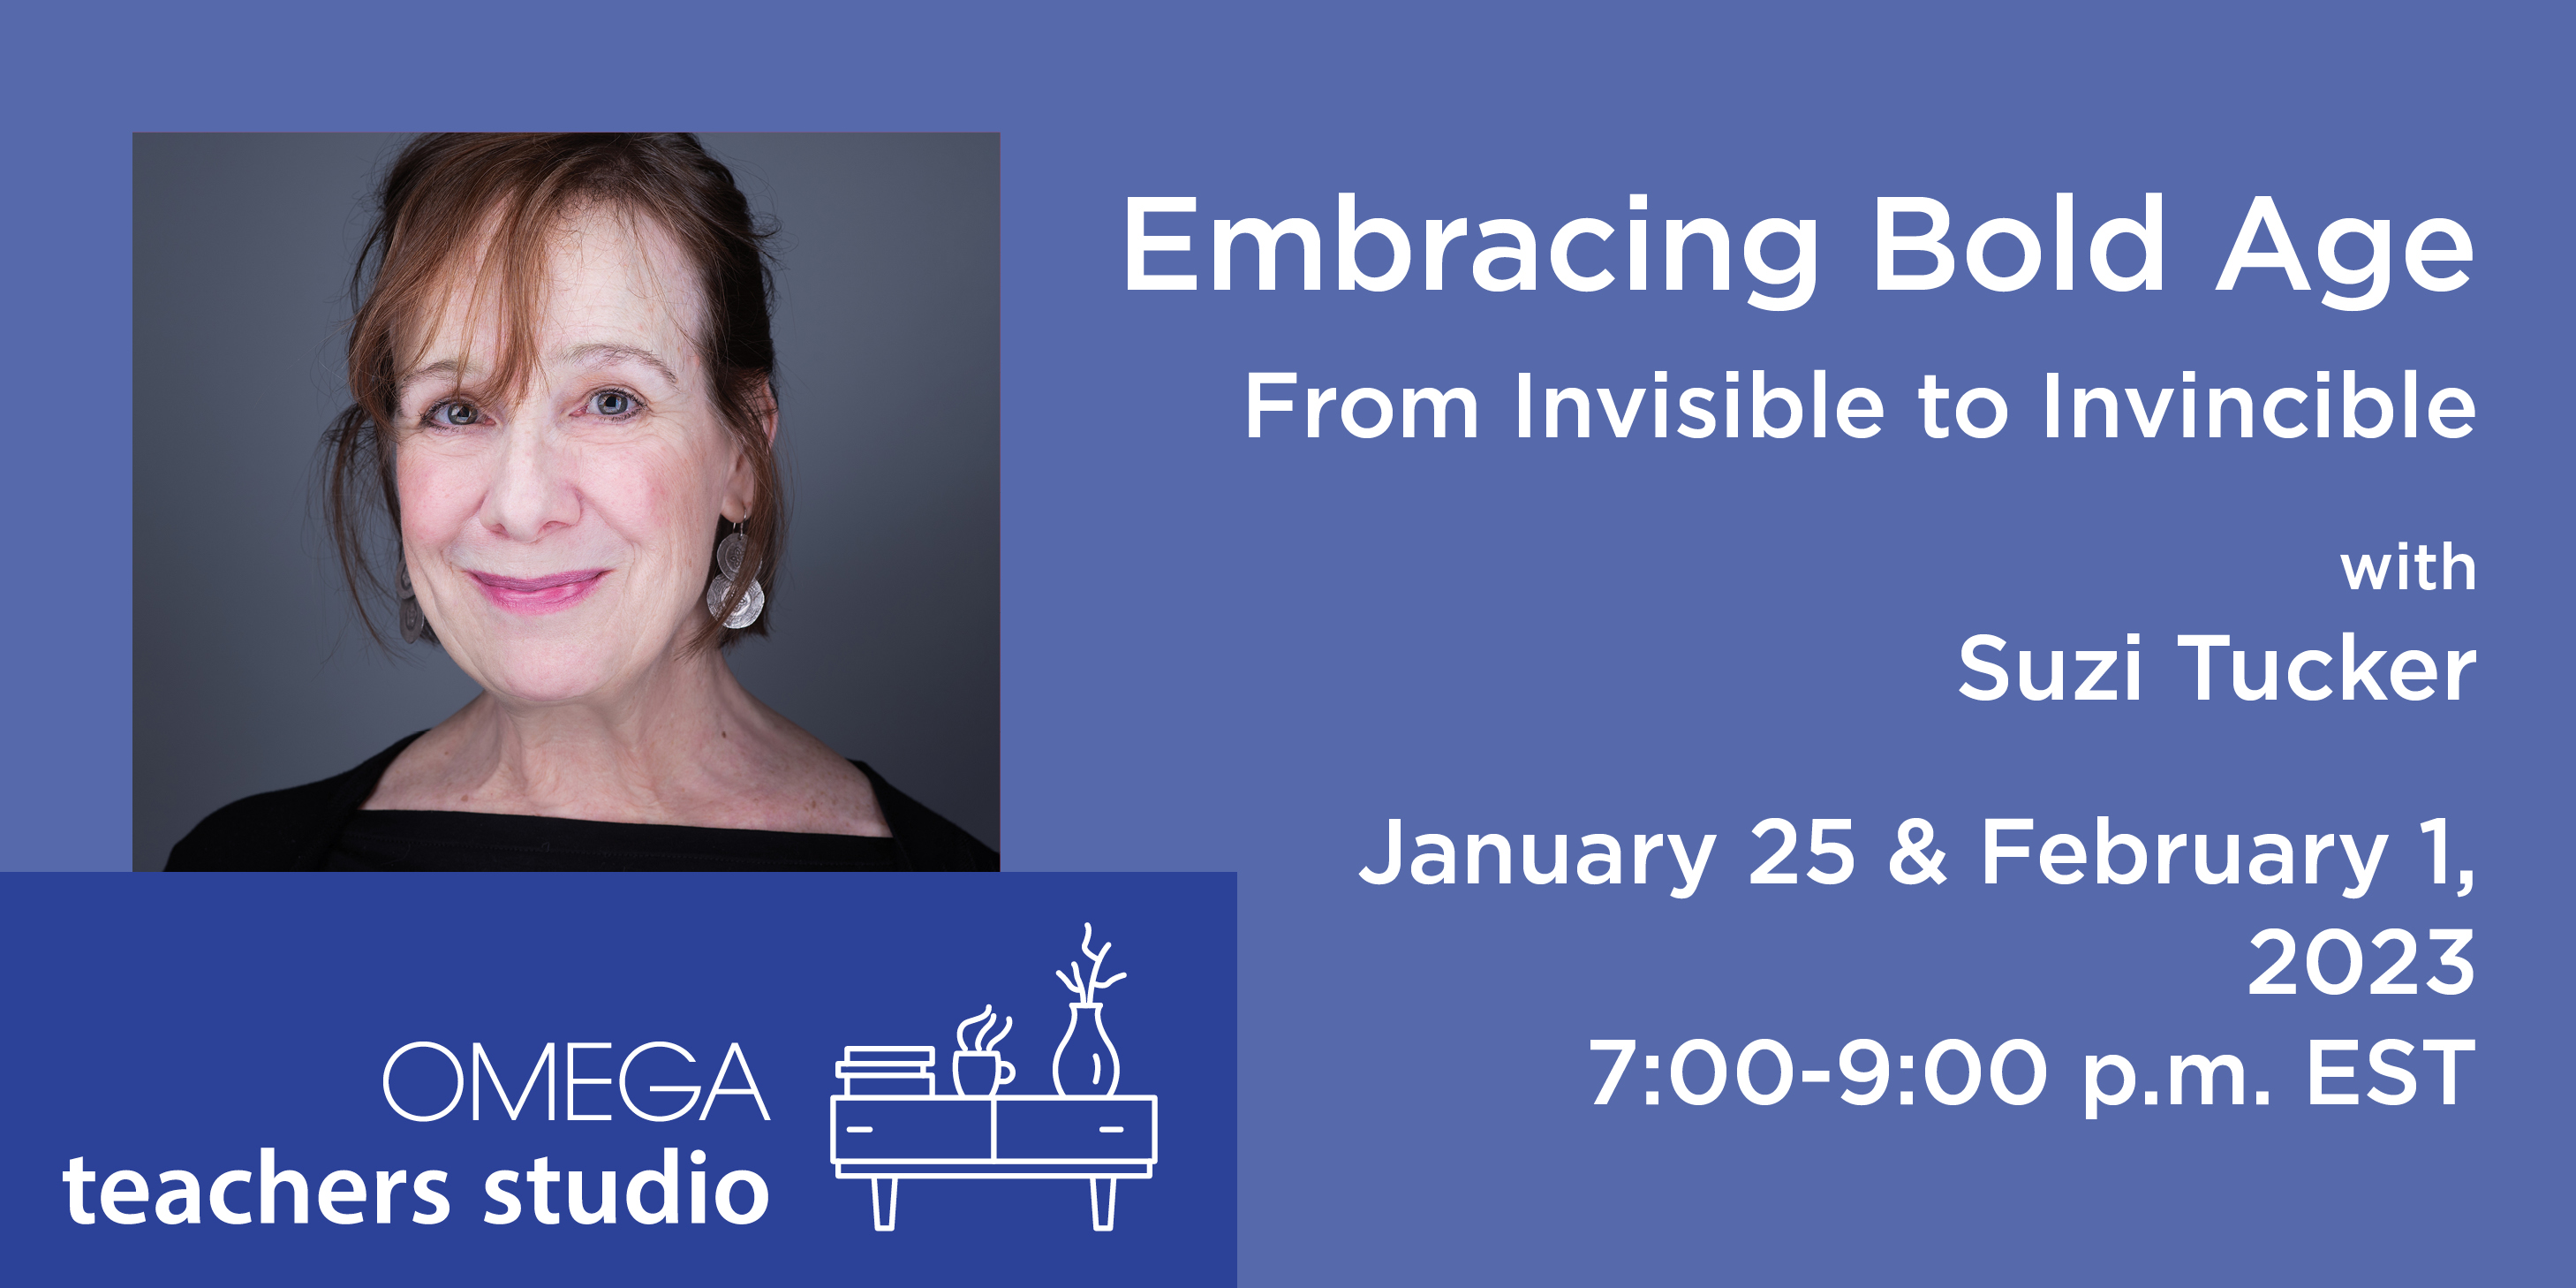 Embracing Bold Age
From Invisible to Invincible
with
Suzi Tucker
January 25 & February 1,
2023
7:00-9:00 p.m. EST
OMEGA
teachers studio